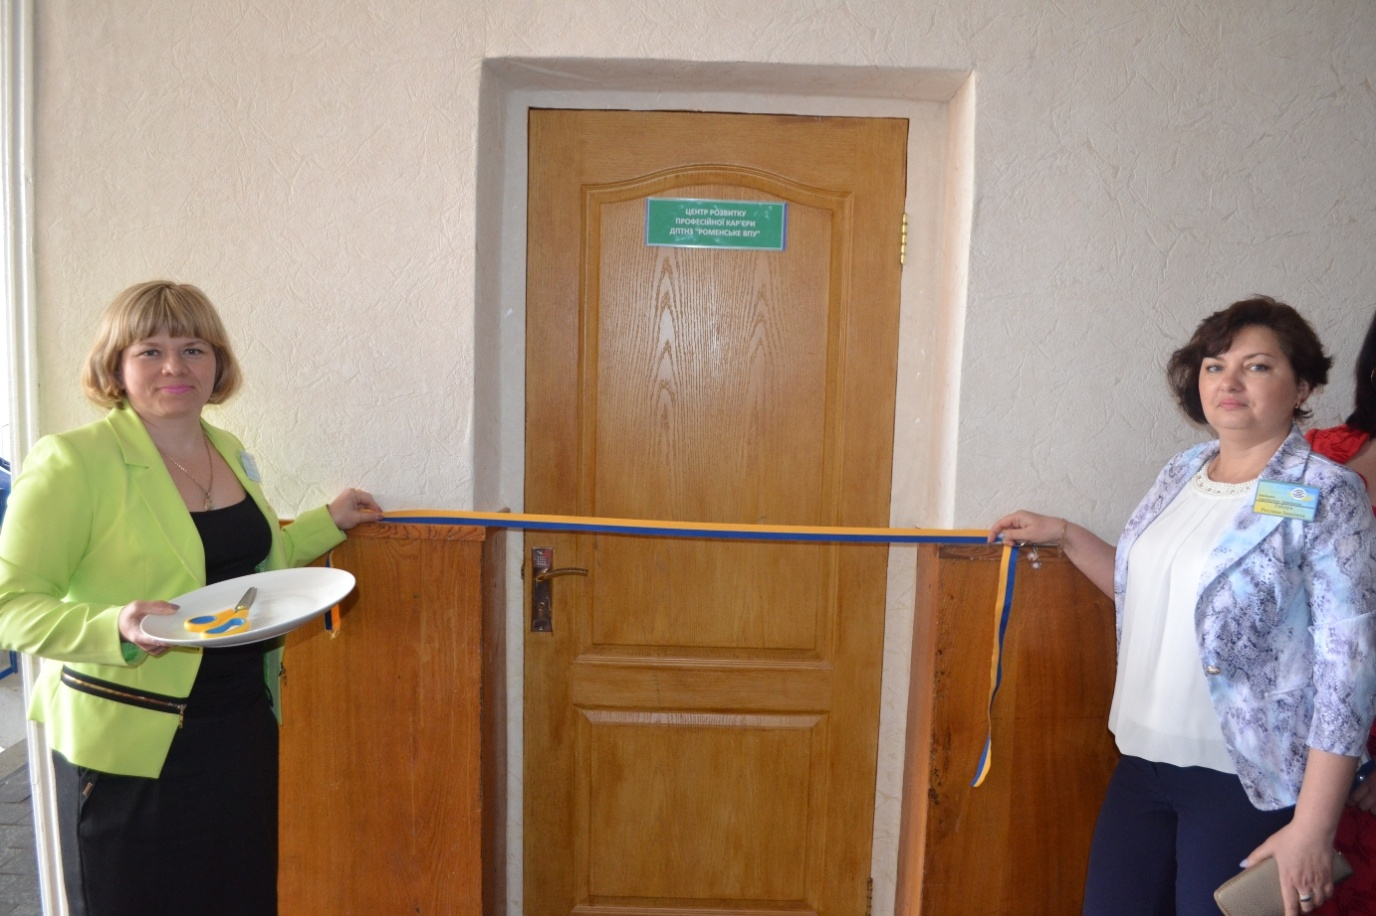 ЦЕНТР РОЗВИТКУ
ПРОФЕСІЙНОЇ КАР'ЄРИ
ДПТНЗ "РОМЕНСЬКЕ ВПУ"